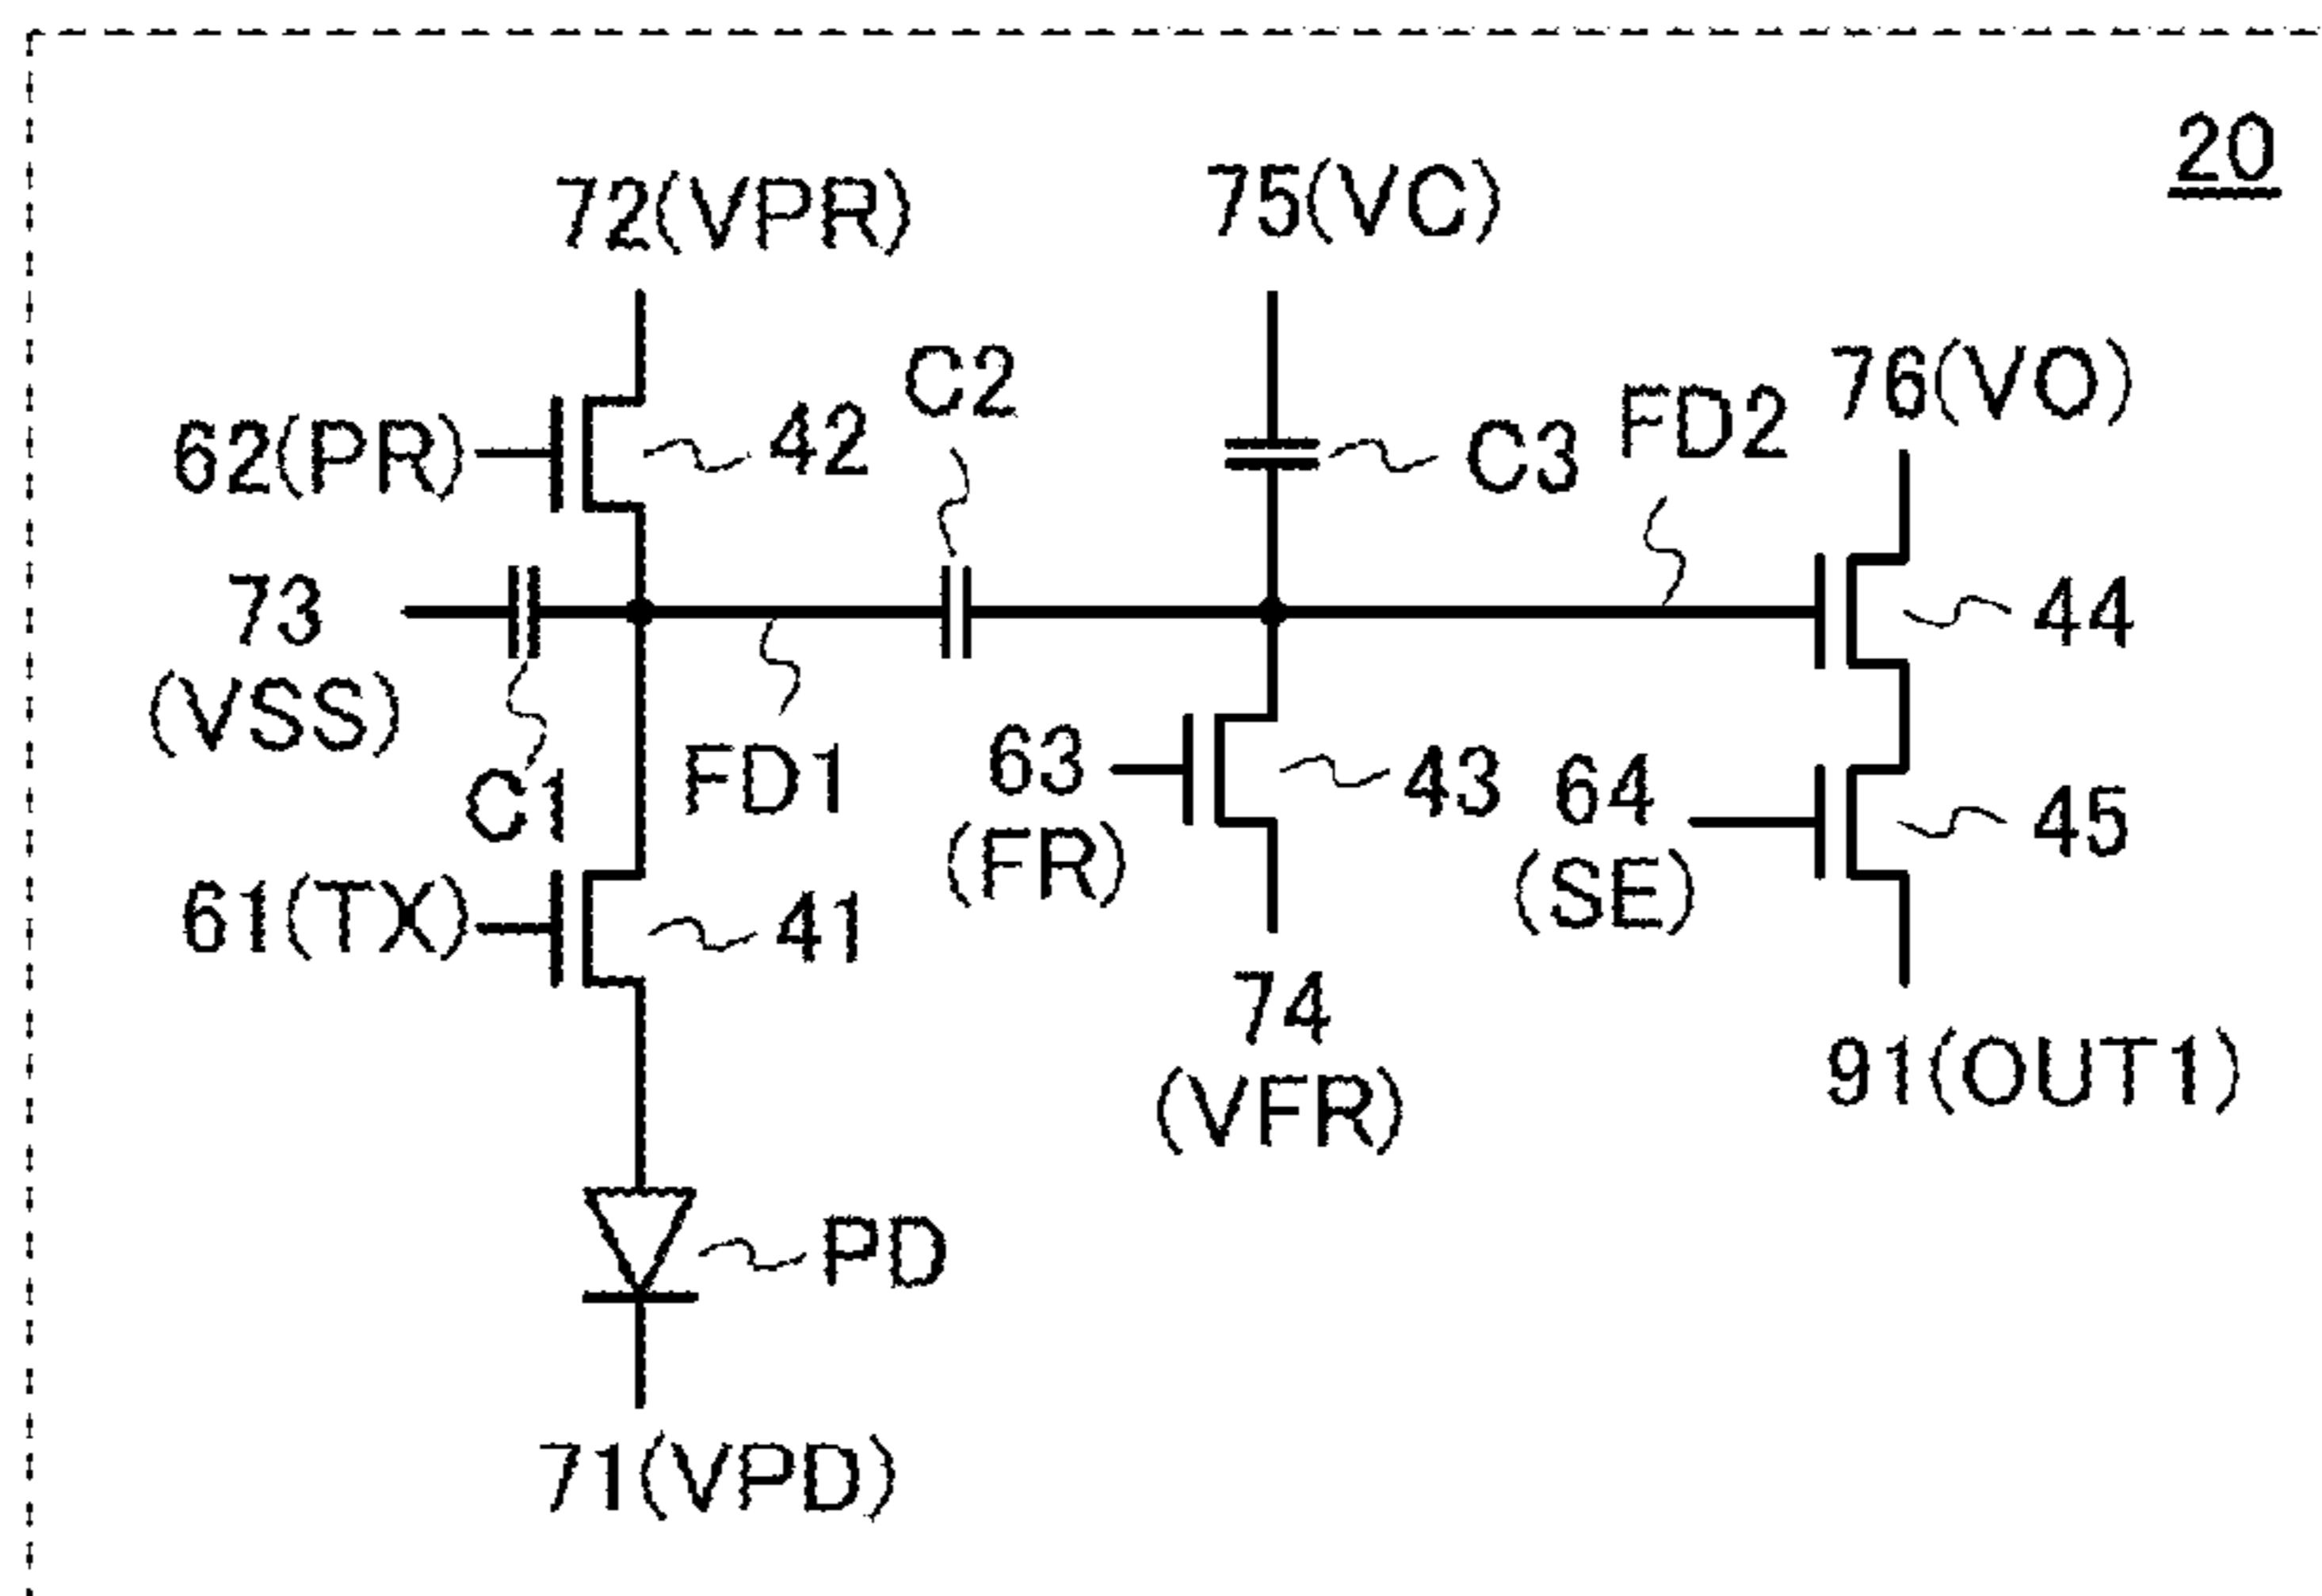 20
72(VPR)
75(VC)
C2
76(VO)
62(PR)
42
C3
FD2
73
(VSS)
44
C1
FD1
63
(FR)
43
64
(SE)
45
61(TX)
41
74
(VFR)
91(OUT1)
PD
71(VPD)